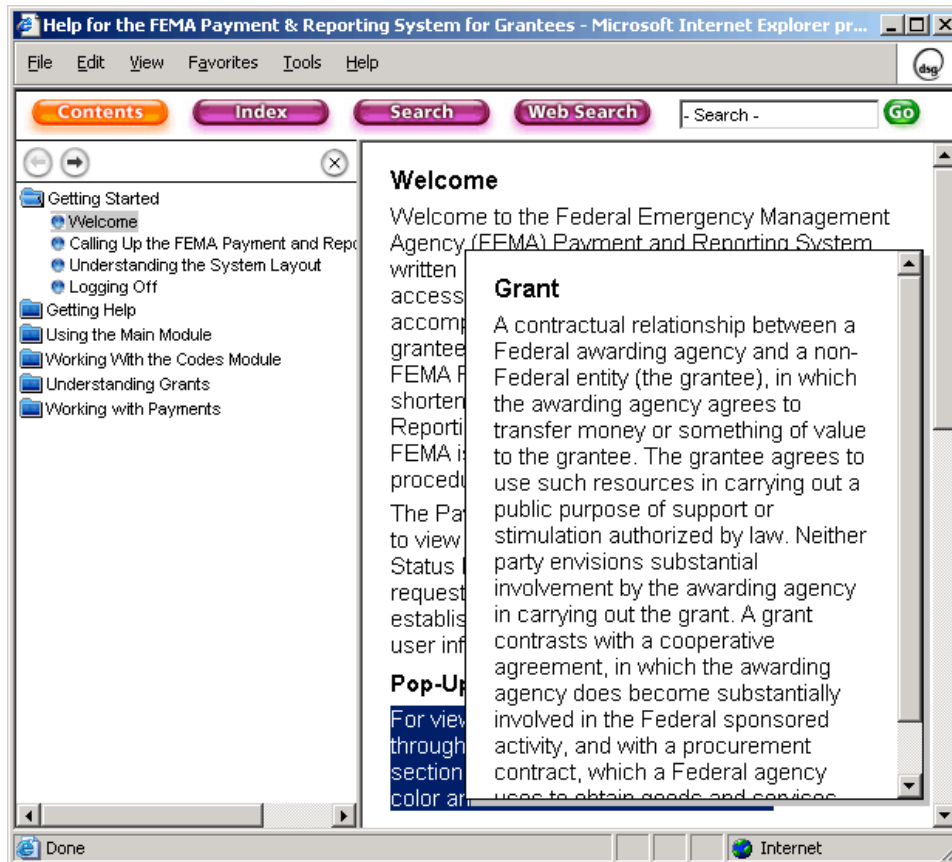 Help for the FEMA Payment & Reporting System for Grantees - Microsoft Internet Explorer pr...
File Edit View Favorites Tools Help
dsg
Contents Index Search Web Search - Search - Go
Getting Started
Welcome
Calling Up the FEMA Payment and Repo
Understanding the System Layout
Logging Off
Getting Help
Using the Main Module
Working With the Codes Module
Understanding Grants
Working with Payments
Welcome
Welcome to the Federal Emergency Management
Agency (FEMA) Payment and Reporting System
written
access
accomp
grantee
FEMA
shorten
Reporti
FEMA is
procedu
The Pa
to view
Status
request
establis
user inf
Pop-Up
For view
through
section
color an
Grant
A contractual relationship between a
Federal awarding agency and a non-
Federal entity (the grantee), in which
the awarding agency agrees to
transfer money or something of value
to the grantee. The grantee agrees to
use such resources in carrying out a
public purpose of support or
stimulation authorized by law. Neither
party envisions substantial
involvement by the awarding agency
in carrying out the grant. A grant
contrasts with a cooperative
agreement, in which the awarding
agency does become substantially
involved in the Federal sponsored
activity, and with a procurement
contract, which a Federal agency
uses to obtain goods and services
Done Internet